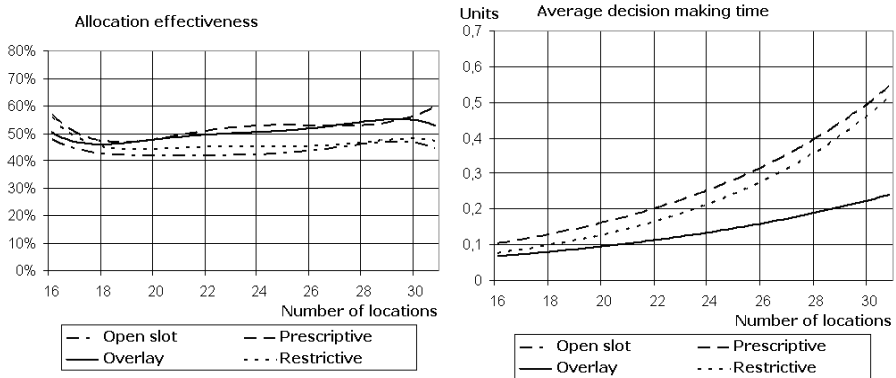 Allocation effectiveness
80%
70%
60%
50%
40%
30%
20%
10%
0%
16 18 20 22 24 26 28 30
Number of locations
Open slot Prescriptive
Overlay Restrictive
Units Average decision making time
0,7
0,6
0,5
0,4
0,3
0,2
0,1
0
16 18 20 22 24 26 28 30
Number of locations
Open slot Prescriptive
Overlay Restrictive